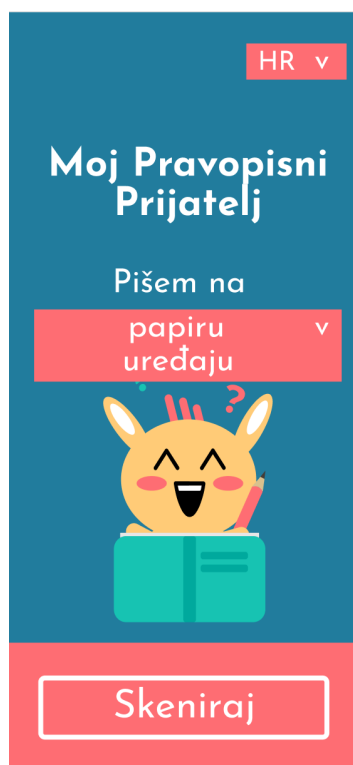 HR v
Moj Pravopisni
Prijatelj
Pišem na
papiru v
uređaju
? ?
Skeniraj